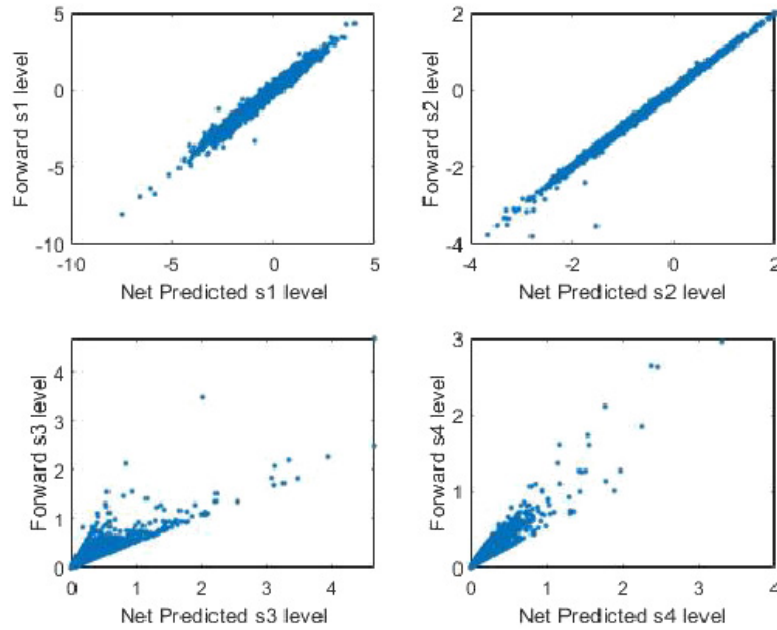 5
0
-5
-10
Forward s1 level
-10 -5 0 5
Net Predicted s1 level
2
0
-2
-4
Forward s2 level
-4 -2 0 2
Net Predicted s2 level
4
3
2
1
0
Forward s3 level
0 1 2 3 4
Net Predicted s3 level
3
2
1
0
Forward s4 level
0 1 2 3 4
Net Predicted s4 level